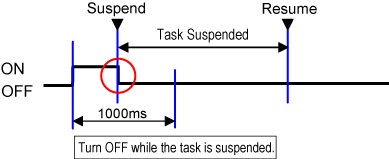 Suspend
Resume
Task Suspended
ON
OFF
1000ms
Turn OFF while the task is suspended.